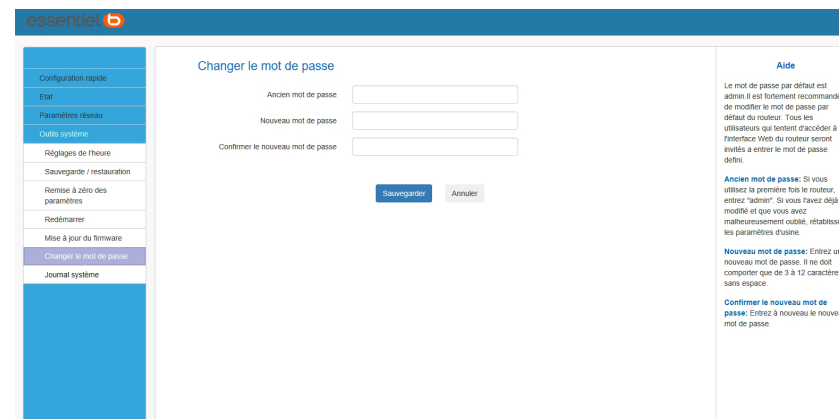 essentiel b
Configuration rapide
Etat
Paramètres réseau
Outils système
Réglages de l'heure
Sauvegarde / restauration
Remise à zéro des
paramètres
Redémarrer
Mise à jour du firmware
Changer le mot de passe
Journal système
Changer le mot de passe
Ancien mot de passe
Nouveau mot de passe
Confirmer le nouveau mot de passe
Sauvegarder Annuler
Aide
Le mot de passe par défaut est
admin.Il est fortement recommandé
de modifier le mot de passe par
défaut du routeur. Tous les
utilisateurs qui tentent d'accéder à
l'interface Web du routeur seront
invités a entrer le mot de passe
defini.
Ancien mot de passe: Si vous
utilisez la première fois le routeur,
entrez "admin". Si vous l'avez déjà
modifié et que vous avez
malheureusement oublié, rétablisse
les paramètres d'usine.
Nouveau mot de passe: Entrez un
nouveau mot de passe. Il ne doit
comporter que de 3 à 12 caractère
sans espace.
Confirmer le nouveau mot de
passe: Entrez à nouveau le nouvea
mot de passe.